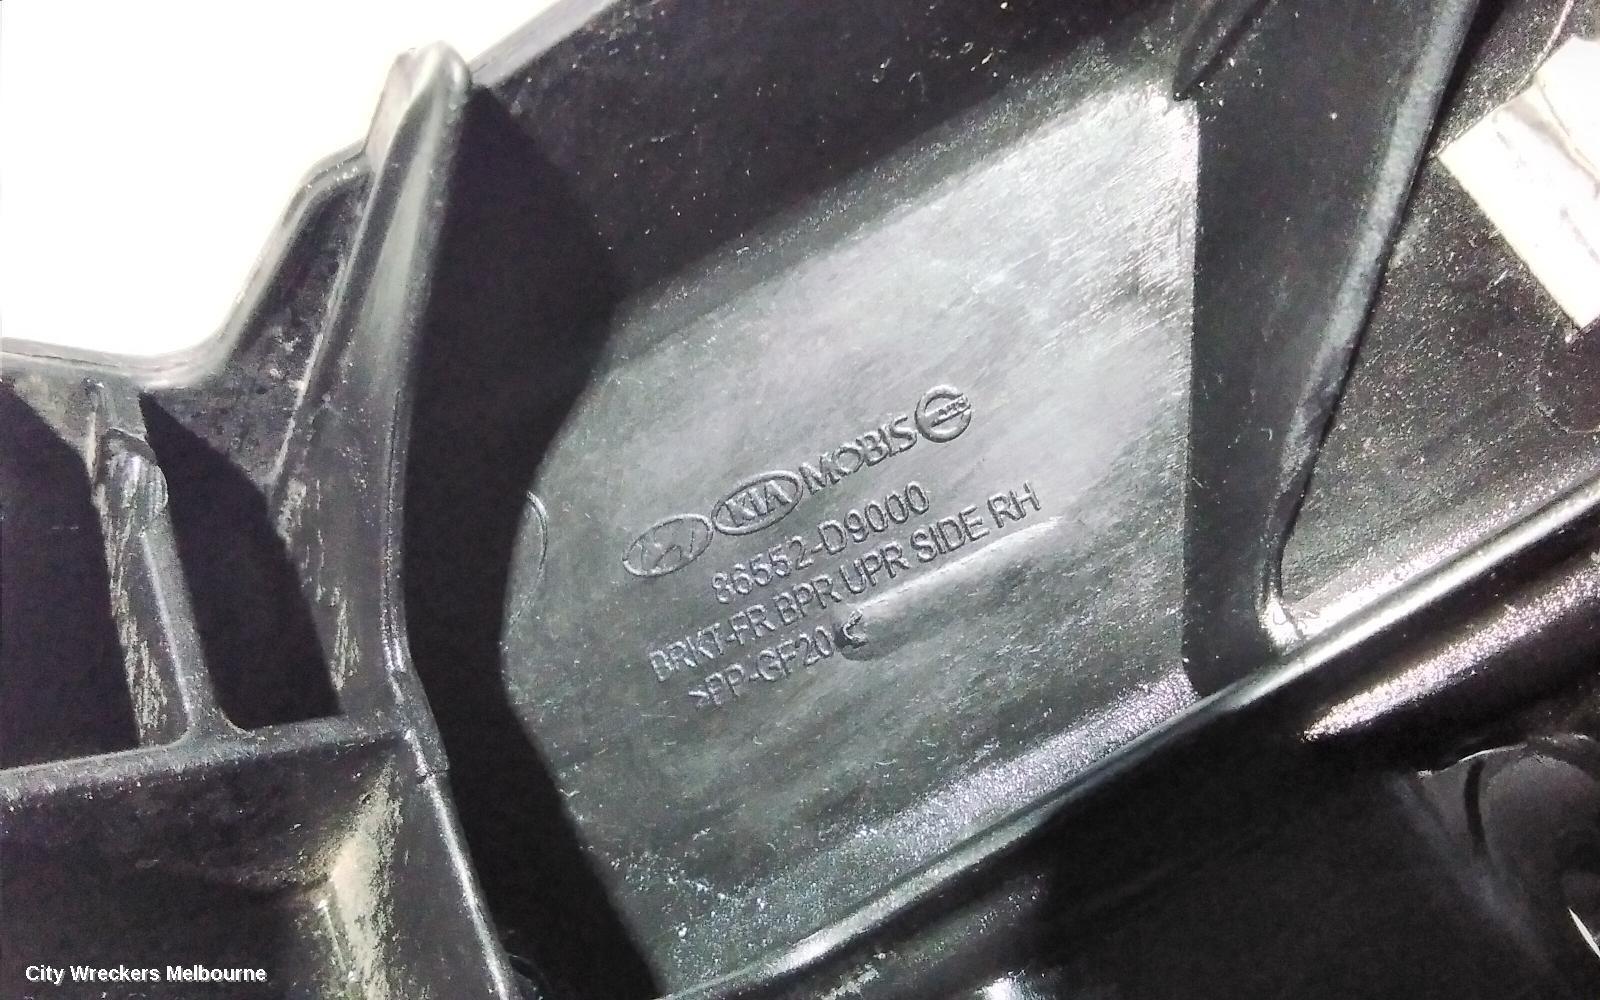 KIA MOBIS
86552-D9000
BRKT-FR BPR UPR SIDE RH
>PP-GF20<
City Wreckers Melbourne